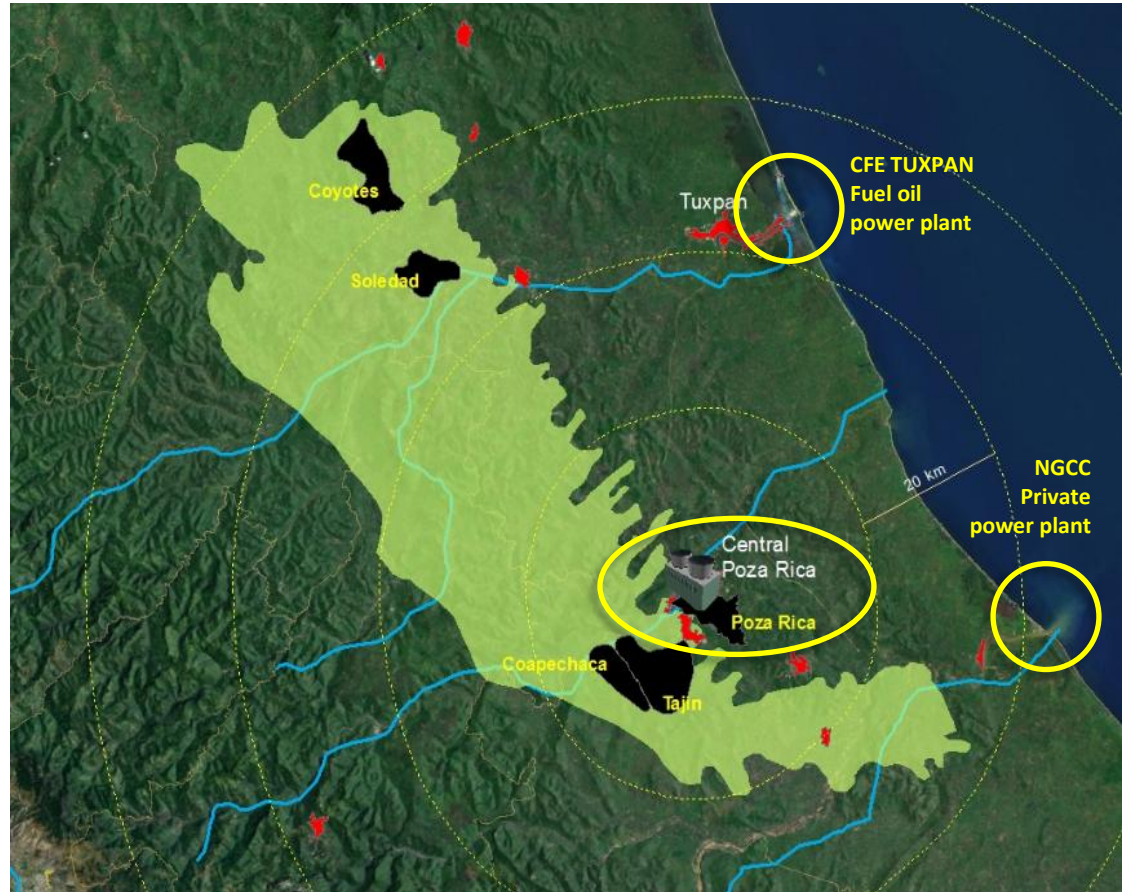 CFE TUXPAN
Fuel oil
power plant
Tuxpan
Coyotes
Soledad
20 km
NGCC
Private
power plant
Central
Poza Rica
Poza Rica
Coapechaca
Tajín